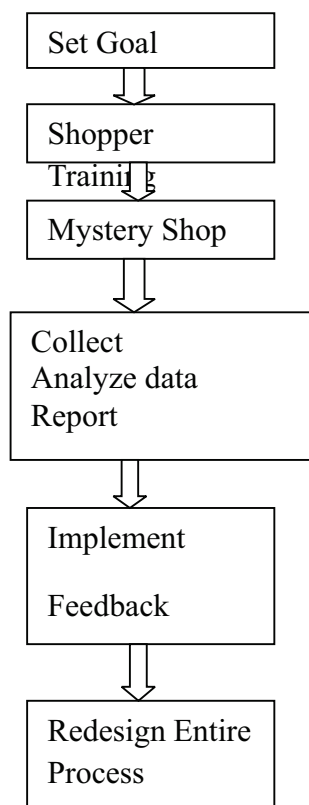 Set Goal
Shopper
Training
Mystery Shop
Collect
Analyze data
Report
Implement
Feedback
Redesign Entire
Process